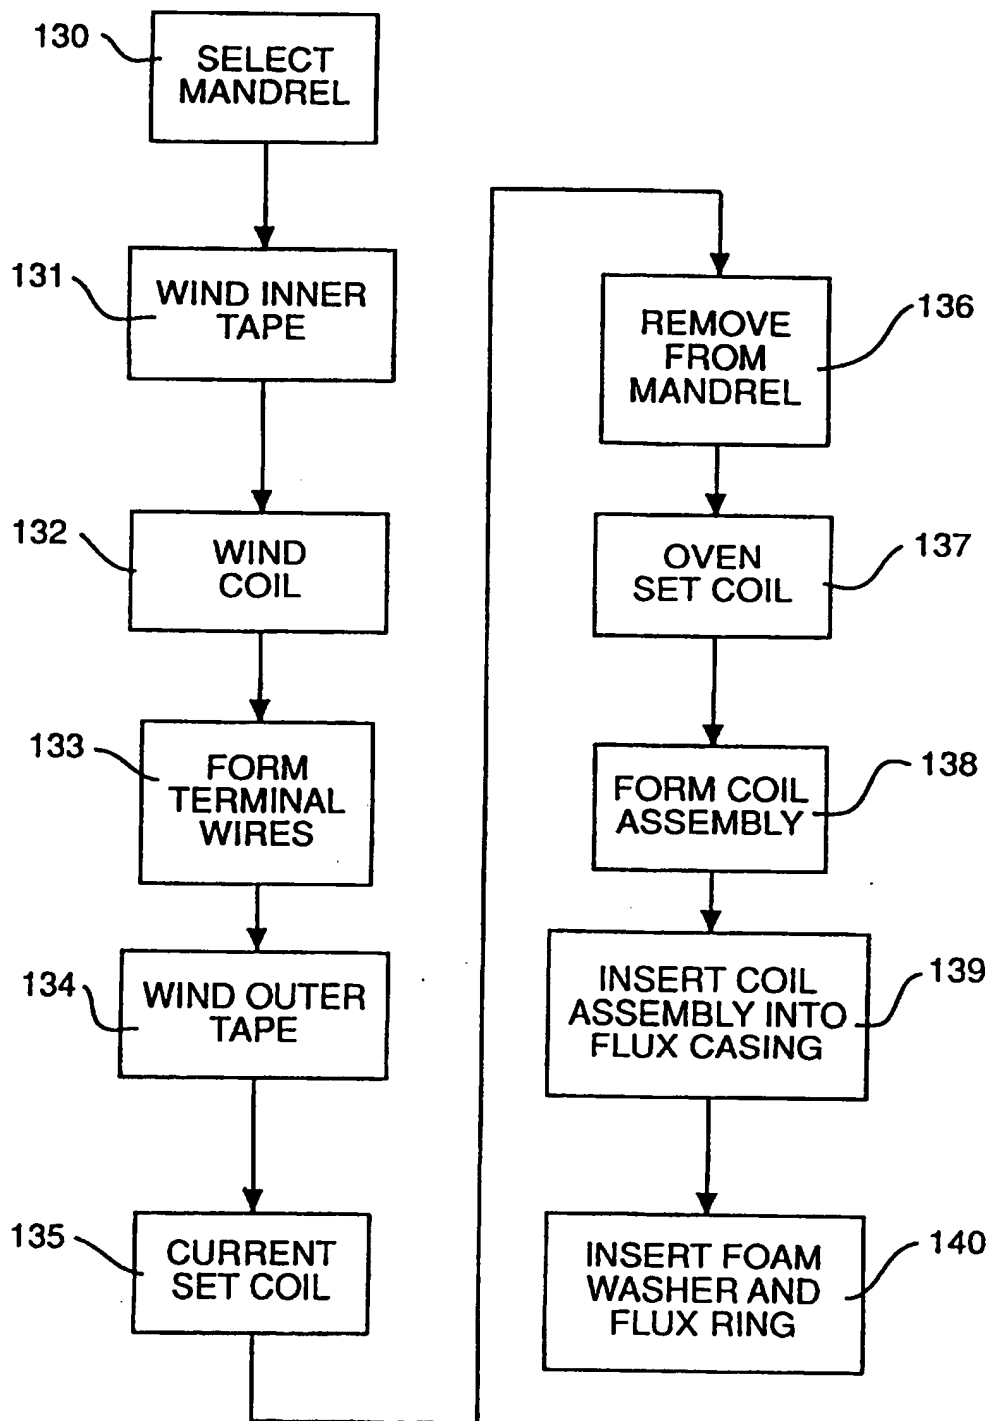 130
SELECT
MANDREL
131
WIND INNER
TAPE
132
WIND
COIL
133
FORM
TERMINAL
WIRES
134
WIND OUTER
TAPE
135
CURRENT
SET COIL
136
REMOVE
FROM
MANDREL
137
OVEN
SET COIL
138
FORM COIL
ASSEMBLY
139
INSERT COIL
ASSEMBLY INTO
FLUX CASING
140
INSERT FOAM
WASHER AND
FLUX RING